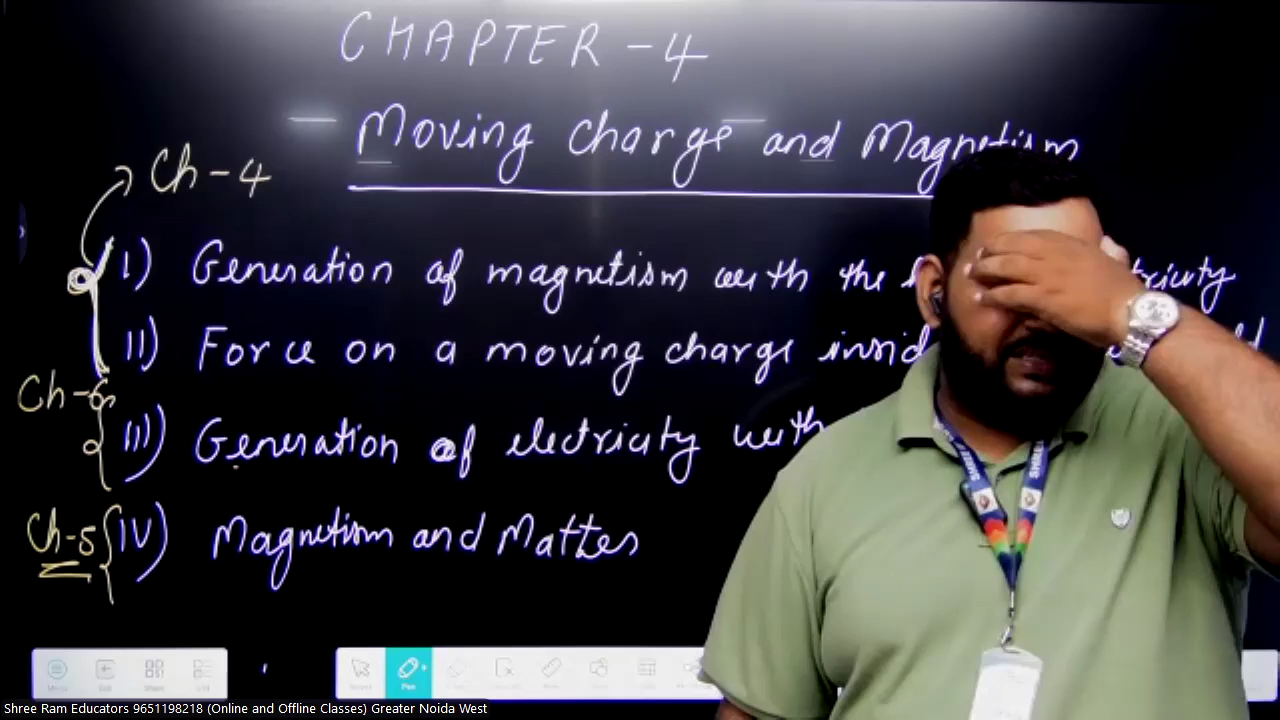 CHAPTER - 4
Moving charge and Magnetism
Ch-4
I) Generation of magnetism with the
II) Force on a moving charge
Ch-6
III) Generation of electricity with
Ch-5 IV) Magnetism and Matter
Pen
Shree Ram Educators 9651198218 (Online and Offline Classes) Greater Noida West